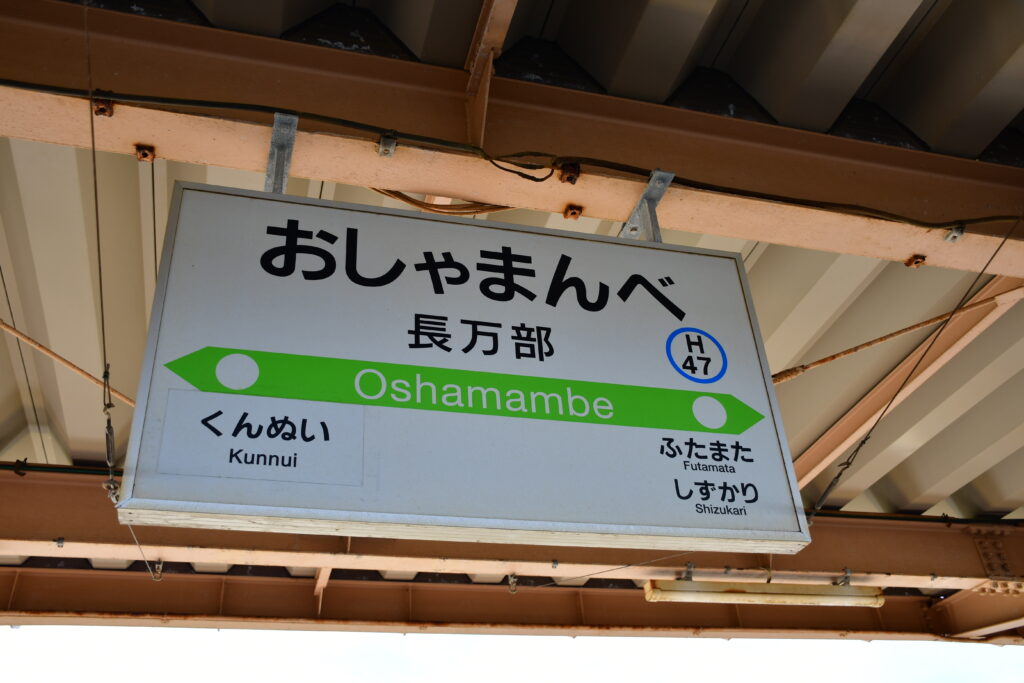 おしゃまんべ
長万部
H
47
Oshamambe
くんぬい
Kunnui
ふたまた
Futamata
しずかり
Shizukari